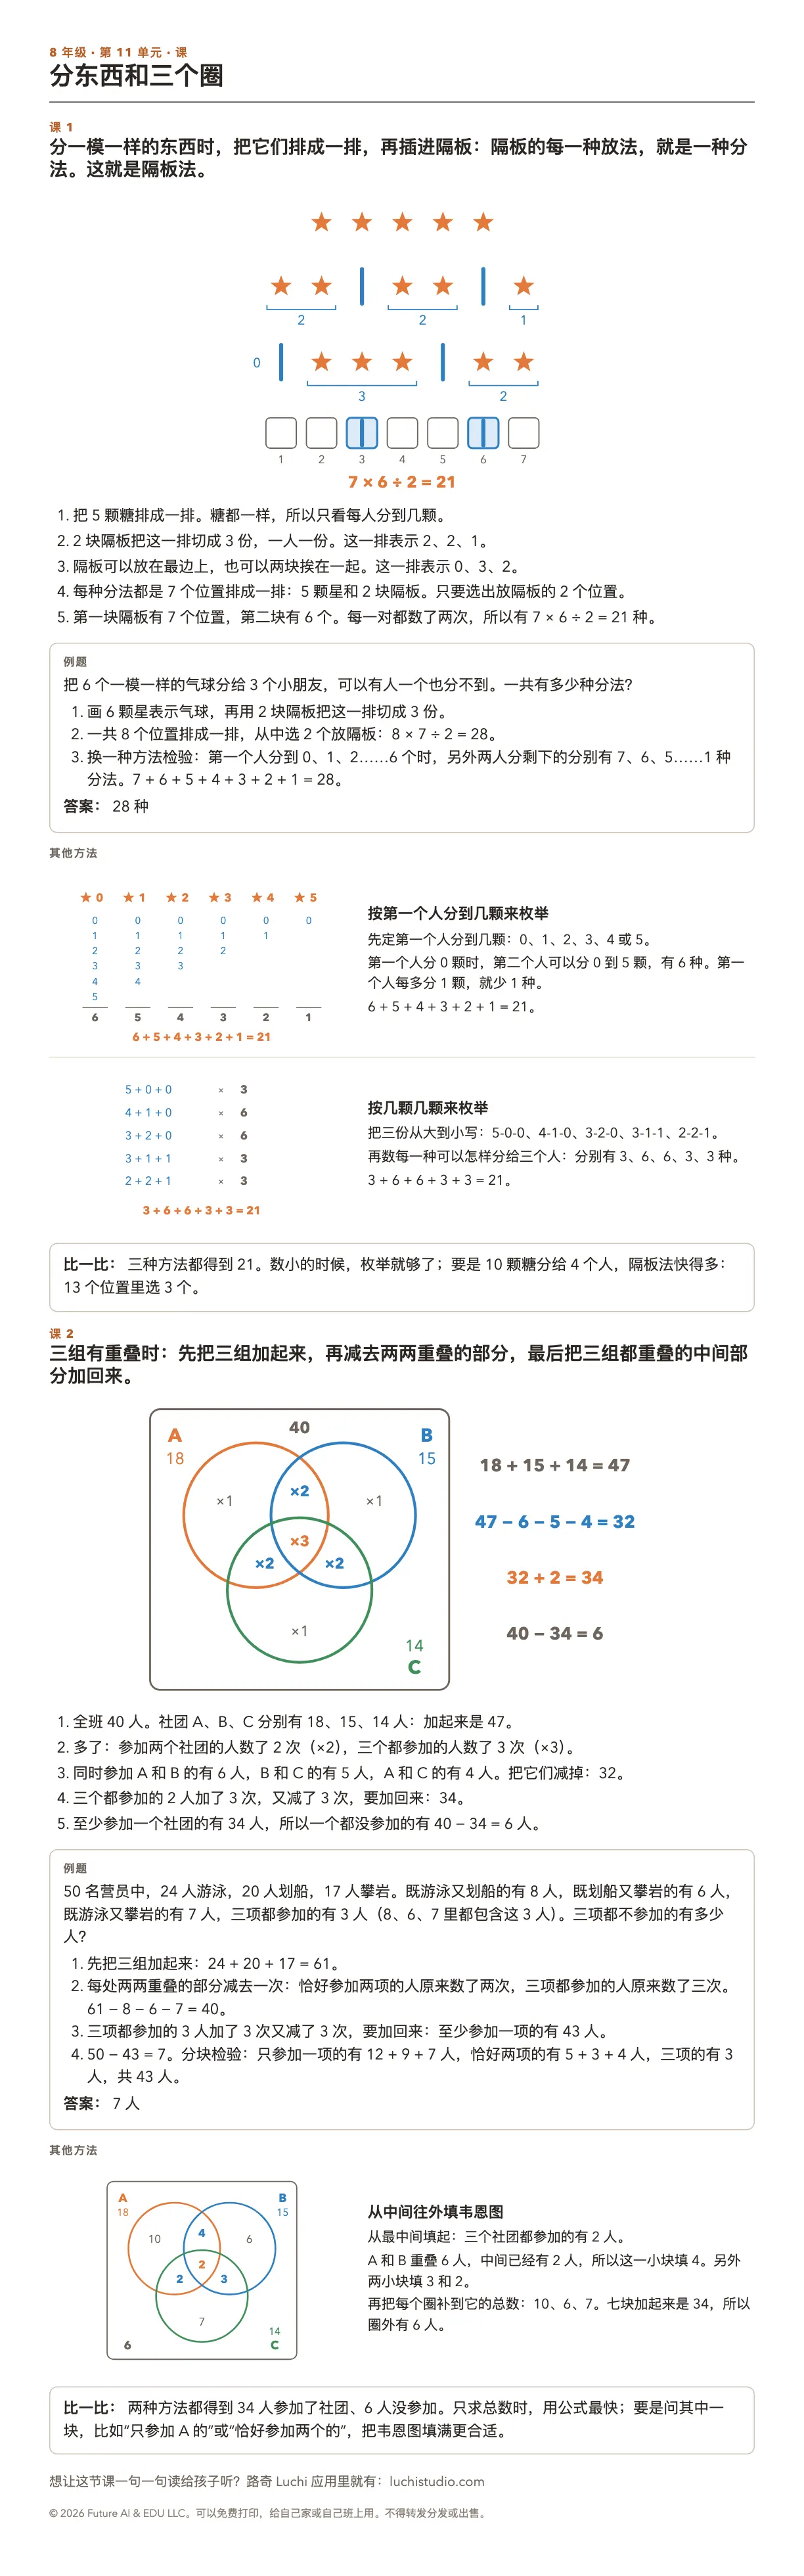 8 年级 · 第 11 单元 · 课
分东西和三个圈
课 1
分一模一样的东西时，把它们排成一排，再插进隔板：隔板的每一种放法，就是一种分
法。这就是隔板法。
2 2 1
0
3 2
1 2 3 4 5 6 7
7 × 6 ÷ 2 = 21
1. 把 5 颗糖排成一排。糖都一样，所以只看每人分到几颗。
2. 2 块隔板把这一排切成 3 份，一人一份。这一排表示 2、2、1。
3. 隔板可以放在最边上，也可以两块挨在一起。这一排表示 0、3、2。
4. 每种分法都是 7 个位置排成一排：5 颗星和 2 块隔板。只要选出放隔板的 2 个位置。
5. 第一块隔板有 7 个位置，第二块有 6 个。每一对都数了两次，所以有 7 × 6 ÷ 2 = 21 种。
例题
把 6 个一模一样的气球分给 3 个小朋友，可以有人一个也分不到。一共有多少种分法？
1. 画 6 颗星表示气球，再用 2 块隔板把这一排切成 3 份。
2. 一共 8 个位置排成一排，从中选 2 个放隔板：8 × 7 ÷ 2 = 28。
3. 换一种方法检验：第一个人分到 0、1、2……6 个时，另外两人分剩下的分别有 7、6、5……1 种
分法。7 + 6 + 5 + 4 + 3 + 2 + 1 = 28。
答案： 28 种
其他方法
★ 0 ★ 1 ★ 2 ★ 3 ★ 4 ★ 5
0 0 0 0 0 0
1 1 1 1 1
2 2 2 2
3 3 3
4 4
5
6 5 4 3 2 1
6 + 5 + 4 + 3 + 2 + 1 = 21
按第一个人分到几颗来枚举
先定第一个人分到几颗：0、1、2、3、4 或 5。
第一个人分 0 颗时，第二个人可以分 0 到 5 颗，有 6 种。第一
个人每多分 1 颗，就少 1 种。
6 + 5 + 4 + 3 + 2 + 1 = 21。
5 + 0 + 0 × 3
4 + 1 + 0 × 6
3 + 2 + 0 × 6
3 + 1 + 1 × 3
2 + 2 + 1 × 3
3 + 6 + 6 + 3 + 3 = 21
按几颗几颗来枚举
把三份从大到小写：5-0-0、4-1-0、3-2-0、3-1-1、2-2-1。
再数每一种可以怎样分给三个人：分别有 3、6、6、3、3 种。
3 + 6 + 6 + 3 + 3 = 21。
比一比： 三种方法都得到 21。数小的时候，枚举就够了；要是 10 颗糖分给 4 个人，隔板法快得多：
13 个位置里选 3 个。
课 2
三组有重叠时：先把三组加起来，再减去两两重叠的部分，最后把三组都重叠的中间部
分加回来。
40
A B
18 15
×1 ×2 ×1
×3
×2 ×2
×1
14
C
18 + 15 + 14 = 47
47 − 6 − 5 − 4 = 32
32 + 2 = 34
40 − 34 = 6
1. 全班 40 人。社团 A、B、C 分别有 18、15、14 人：加起来是 47。
2. 多了：参加两个社团的人数了 2 次（×2），三个都参加的人数了 3 次（×3）。
3. 同时参加 A 和 B 的有 6 人，B 和 C 的有 5 人，A 和 C 的有 4 人。把它们减掉：32。
4. 三个都参加的 2 人加了 3 次，又减了 3 次，要加回来：34。
5. 至少参加一个社团的有 34 人，所以一个都没参加的有 40 − 34 = 6 人。
例题
50 名营员中，24 人游泳，20 人划船，17 人攀岩。既游泳又划船的有 8 人，既划船又攀岩的有 6 人，
既游泳又攀岩的有 7 人，三项都参加的有 3 人（8、6、7 里都包含这 3 人）。三项都不参加的有多少
人？
1. 先把三组加起来：24 + 20 + 17 = 61。
2. 每处两两重叠的部分减去一次：恰好参加两项的人原来数了两次，三项都参加的人原来数了三次。
61 − 8 − 6 − 7 = 40。
3. 三项都参加的 3 人加了 3 次又减了 3 次，要加回来：至少参加一项的有 43 人。
4. 50 − 43 = 7。分块检验：只参加一项的有 12 + 9 + 7 人，恰好两项的有 5 + 3 + 4 人，三项的有 3
人，共 43 人。
答案： 7 人
其他方法
A B
18 15
10 4 6
2
2 3
7
14
6 C
从中间往外填韦恩图
从最中间填起：三个社团都参加的有 2 人。
A 和 B 重叠 6 人，中间已经有 2 人，所以这一小块填 4。另外
两小块填 3 和 2。
再把每个圈补到它的总数：10、6、7。七块加起来是 34，所以
圈外有 6 人。
比一比： 两种方法都得到 34 人参加了社团、6 人没参加。只求总数时，用公式最快；要是问其中一
块，比如“只参加 A 的”或“恰好参加两个的”，把韦恩图填满更合适。
想让这节课一句一句读给孩子听？路奇 Luchi 应用里就有：luchistudio.com
© 2026 Future AI & EDU LLC。可以免费打印，给自己家或自己班上用。不得转发分发或出售。